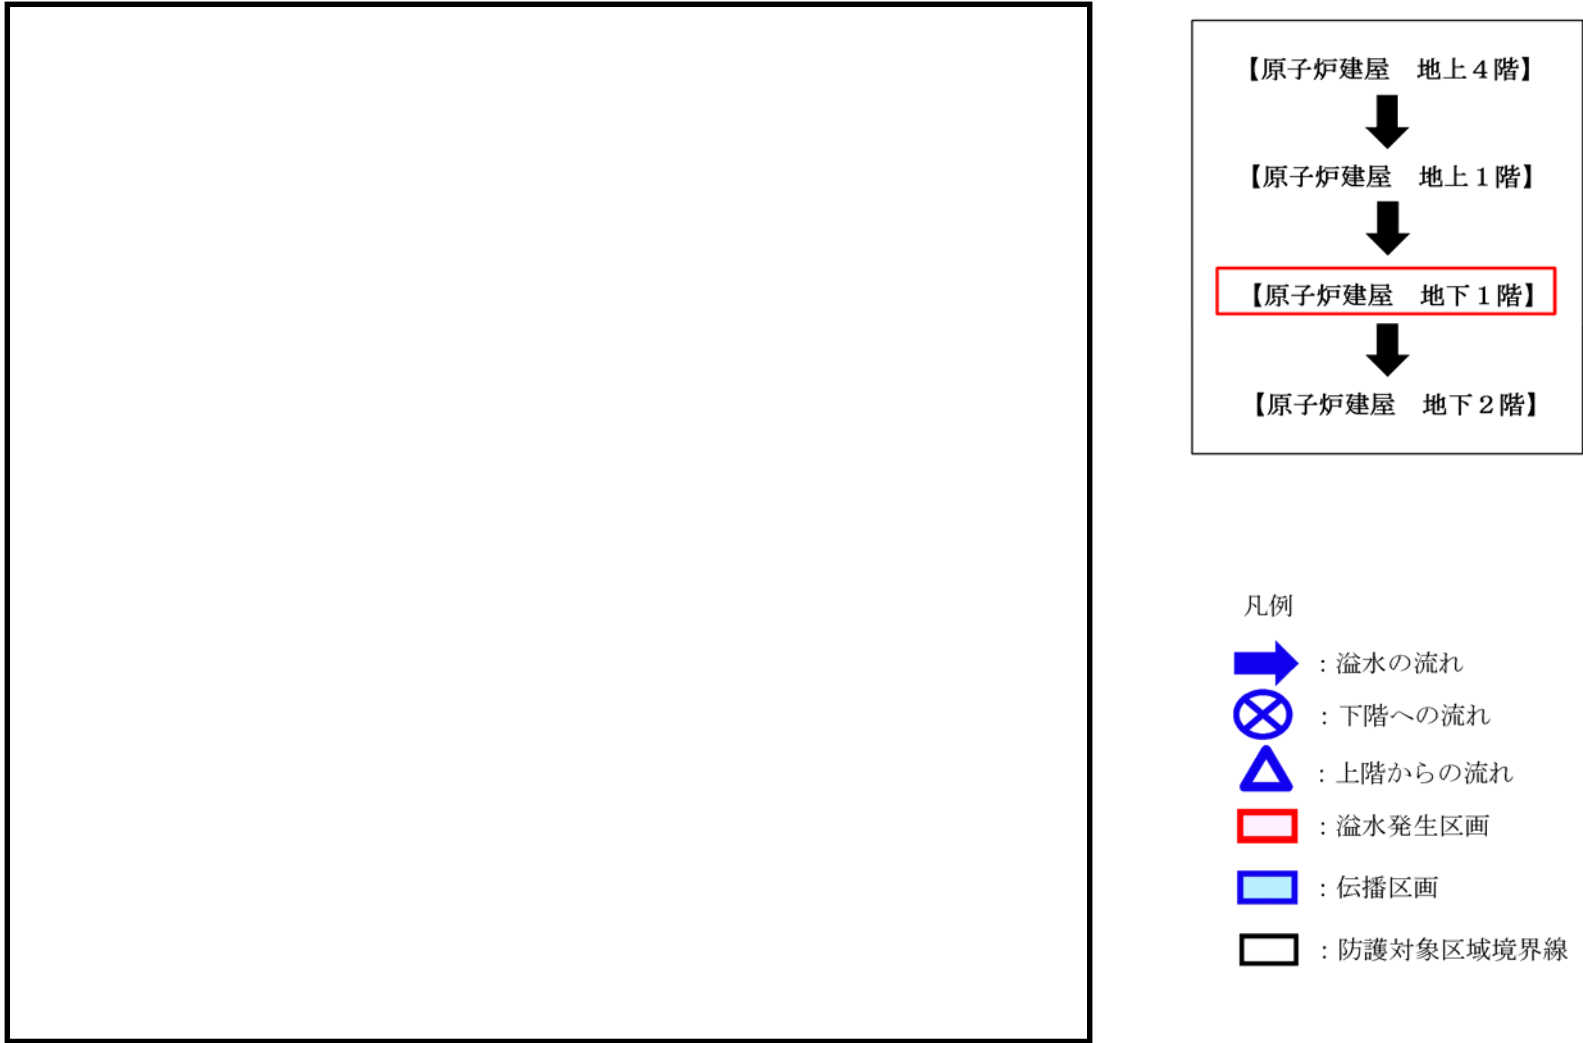 【原子炉建屋　地上４階】
【原子炉建屋　地上１階】
【原子炉建屋　地下１階】
【原子炉建屋　地下２階】
凡例
：溢水の流れ
：下階への流れ
：上階からの流れ
：溢水発生区画
：伝播区画
：防護対象区域境界線